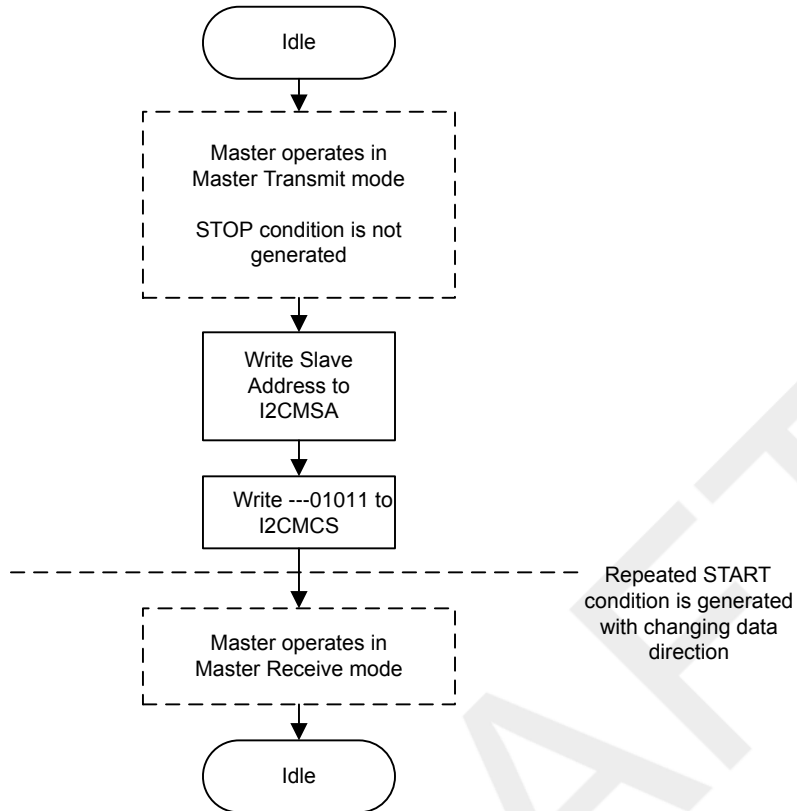 Idle
Master operates in
Master Transmit mode
STOP condition is not
generated
Write Slave
Address to
I2CMSA
Write ---01011 to
I2CMCS
Repeated START
condition is generated
with changing data
direction
Master operates in
Master Receive mode
Idle